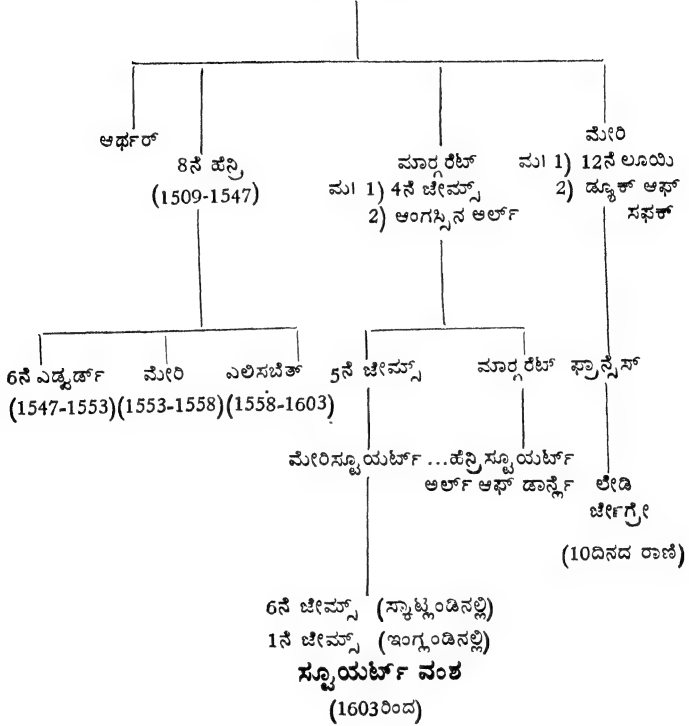 ಆರ್ಥರ್
8ನೆ ಹೆನ್ರಿ
(1509-1547)
ಮಾರ್ಗರೆಟ್
ಮ। 1) 4ನೆ ಜೇಮ್ಸ್
2) ಆಂಗಸ್ಸಿನ ಅರ್ಲ್
ಮೇರಿ
ಮ। 1) 12ನೆ ಲೂಯಿ
2) ಡ್ಯೂಕ್ ಆಫ್
ಸಫಕ್
6ನೆ ಎಡ್ವರ್ಡ್ ಮೇರಿ ಎಲಿಸಬೆತ್ 5ನೆ ಜೇಮ್ಸ್ ಮಾರ್ಗರೆಟ್ ಫ್ರಾನ್ಸೆಸ್
(1547-1553) (1553-1558) (1558-1603)
ಮೇರಿಸ್ಟೂಯರ್ಟ್ ...ಹೆನ್ರಿಸ್ಟೂಯರ್ಟ್
ಅರ್ಲ್ ಆಫ್ ಡಾರ್ನ್ಲೆ
ಲೇಡಿ
ಜೇನ್‌ಗ್ರೇ
(10ದಿನದ ರಾಣಿ)
6ನೆ ಜೇಮ್ಸ್ (ಸ್ಕಾಟ್ಲಂಡಿನಲ್ಲಿ)
1ನೆ ಜೇಮ್ಸ್ (ಇಂಗ್ಲಂಡಿನಲ್ಲಿ)
ಸ್ಟೂಯರ್ಟ್ ವಂಶ
(1603ರಿಂದ)